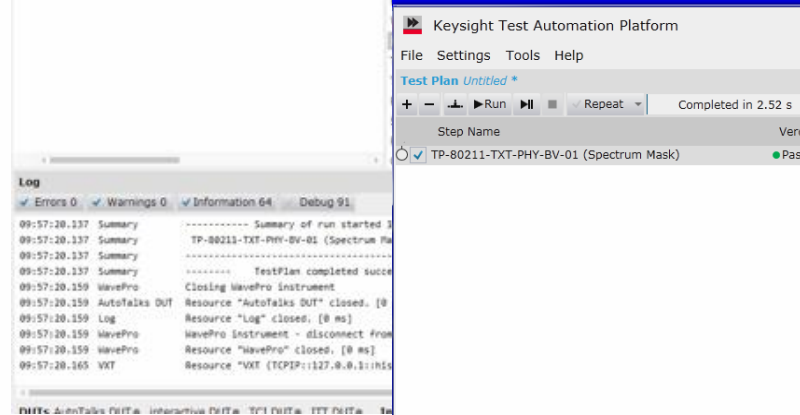 Keysight Test Automation Platform
File Settings Tools Help
Test Plan Untitled *
+ − Run Repeat Completed in 2.52 s
Step Name
TP-80211-TXT-PHY-BV-01 (Spectrum Mask)
Log
Errors 0 Warnings 0 Information 64 Debug 91
09:57:20.137 Summary ----------- Summary of run started
09:57:20.137 Summary TP-80211-TXT-PHY-BV-01 (Spectrum
09:57:20.137 Summary ------------------------------------
09:57:20.137 Summary -------- TestPlan completed
09:57:20.159 WavePro Closing WavePro instrument
09:57:20.159 AutoTalks DUT Resource "AutoTalks DUT" closed. [0
09:57:20.159 Log Resource "Log" closed. [0 ms]
09:57:20.159 WavePro WavePro instrument - disconnect from
09:57:20.159 WavePro Resource "WavePro" closed. [0 ms]
09:57:20.165 VXT Resource "VXT (TCPIP::127.0.0.1::his
DUTs AutoTalks DUT